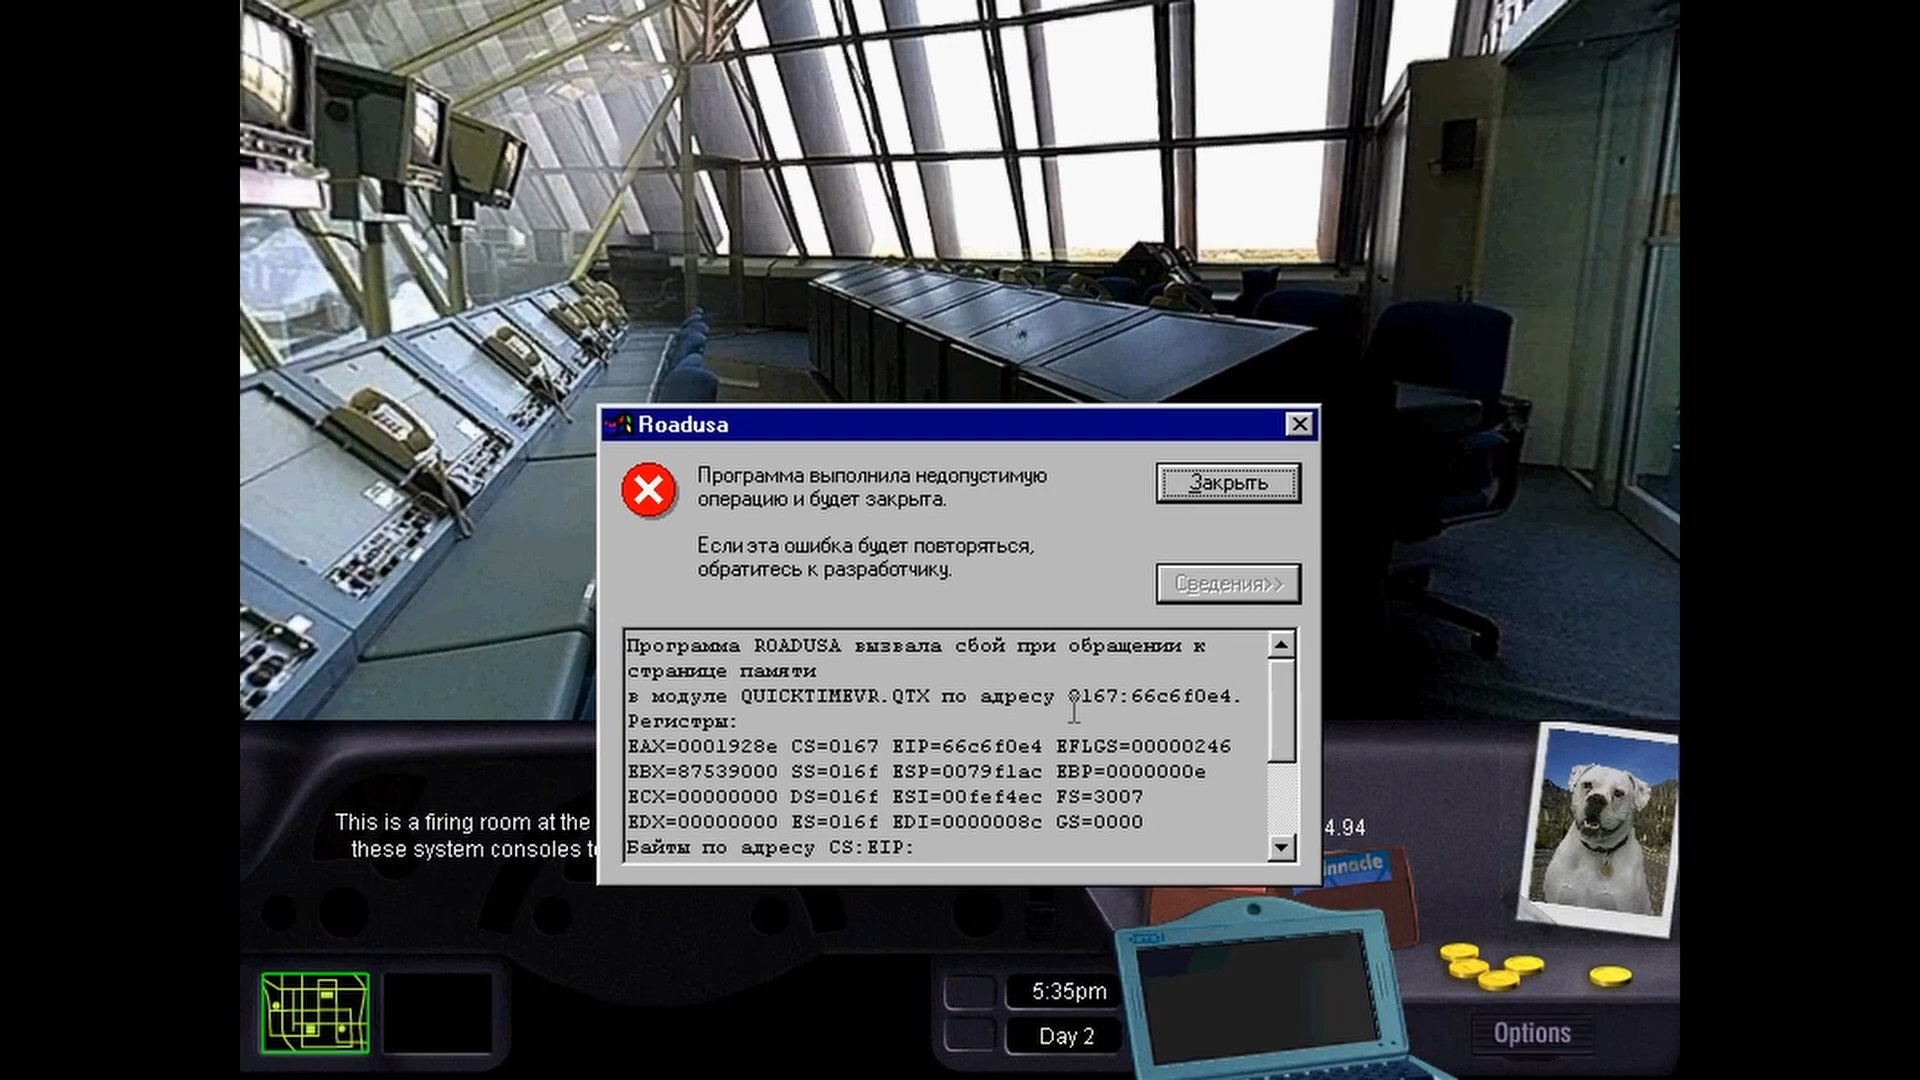 Roadusa
Программа выполнила недопустимую
операцию и будет закрыта.
Закрыть
Если эта ошибка будет повторяться,
обратитесь к разработчику.
Сведения>>
Программа ROADUSA вызвала сбой при обращении к
странице памяти
в модуле QUICKTIMEVR.QTX по адресу 0167:66c6f0e4.
Регистры:
EAX=0001928e CS=0167 EIP=66c6f0e4 EFLGS=00000246
EBX=87539000 SS=016f ESP=0079f1ac EBP=0000000e
ECX=00000000 DS=016f ESI=00fef4ec FS=3007
EDX=00000000 ES=016f EDI=0000008c GS=0000
Байты по адресу CS:EIP:
This is a firing room at the
these system consoles
4.94
5:35pm
Day 2
Options